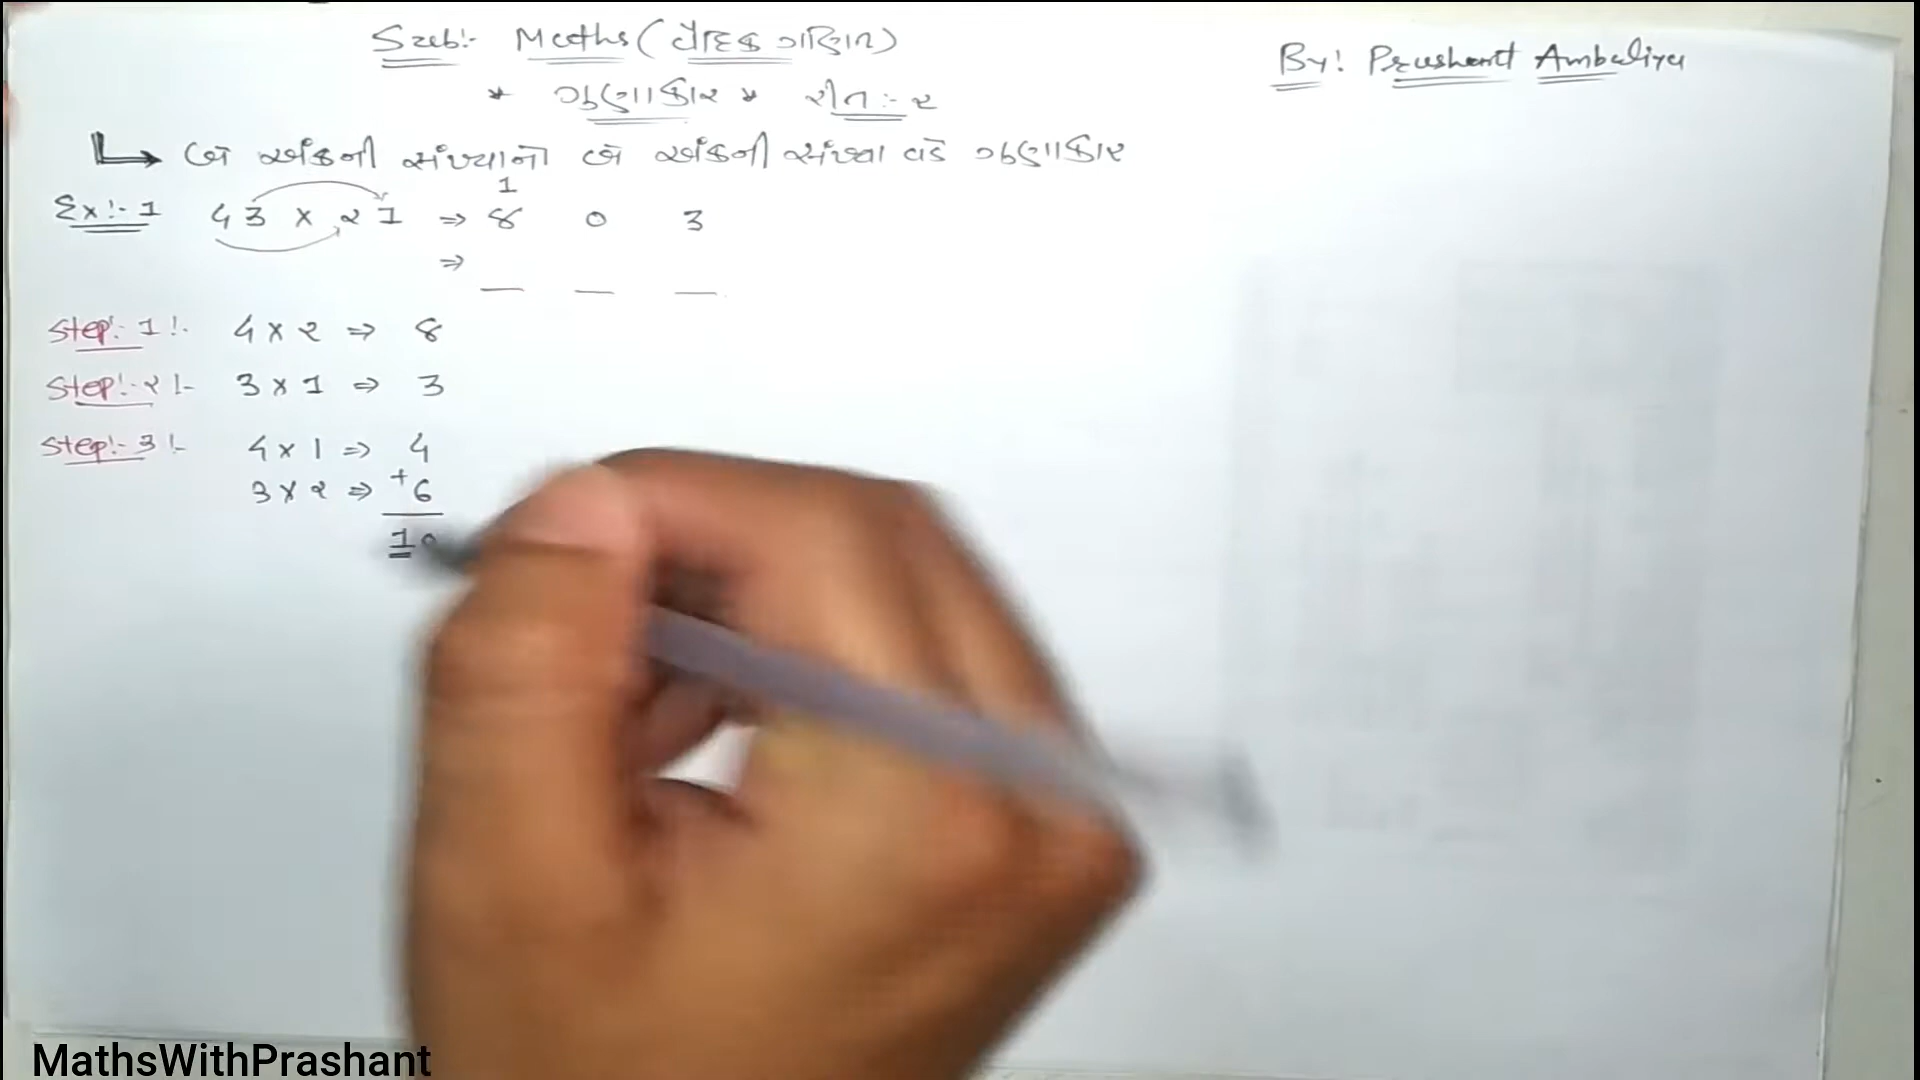 Sub:- Maths (વૈદિક ગણિત)
By: Prashant Ambaliya
* ગુણાકાર * રીત :- ૨
બે અંકની સંખ્યાનો બે અંકની સંખ્યા વડે ગુણાકાર
1
Ex:- 1 43 × ૨1 ⇒ 8 0 3
⇒ _ _ _
Step:- 1 :- 4 × ૨ ⇒ 8
Step:- ૨ :- 3 × 1 ⇒ 3
Step:- 3 :- 4 × 1 ⇒ 4
3 × ૨ ⇒ + 6
10
MathsWithPrashant